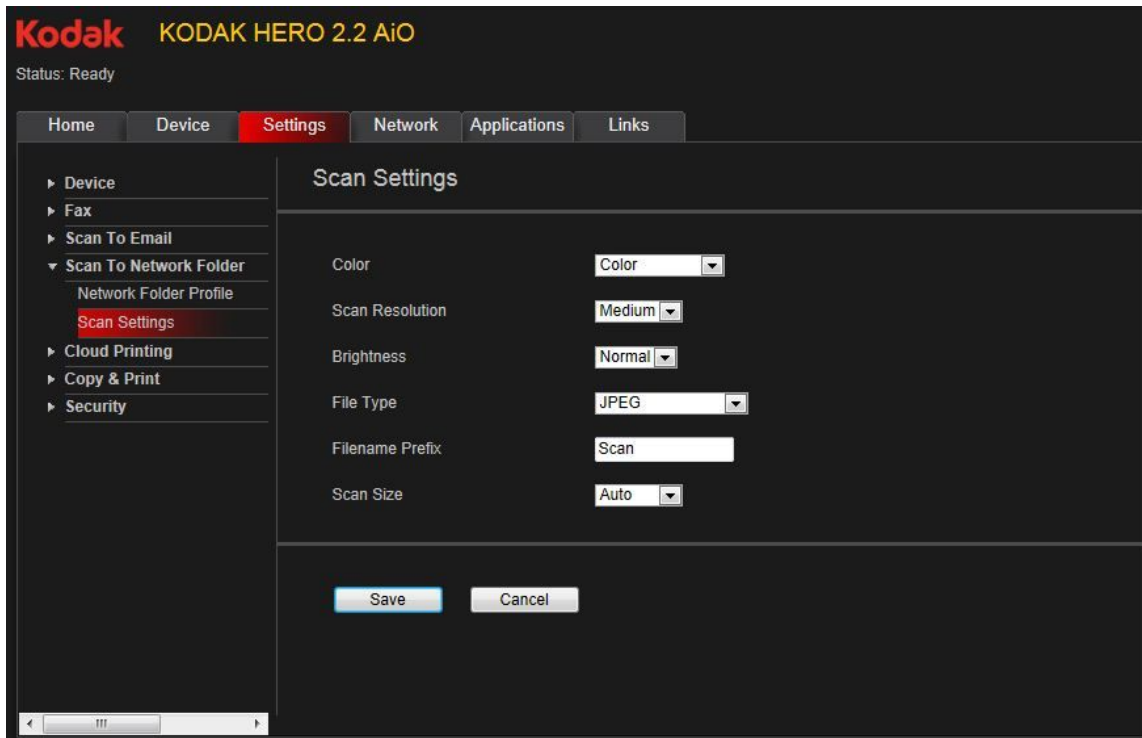 Kodak KODAK HERO 2.2 AiO
Status: Ready
Home Device Settings Network Applications Links
Device
Fax
Scan To Email
Scan To Network Folder
Network Folder Profile
Scan Settings
Cloud Printing
Copy & Print
Security
Scan Settings
Color Color
Scan Resolution Medium
Brightness Normal
File Type JPEG
Filename Prefix Scan
Scan Size Auto
Save Cancel